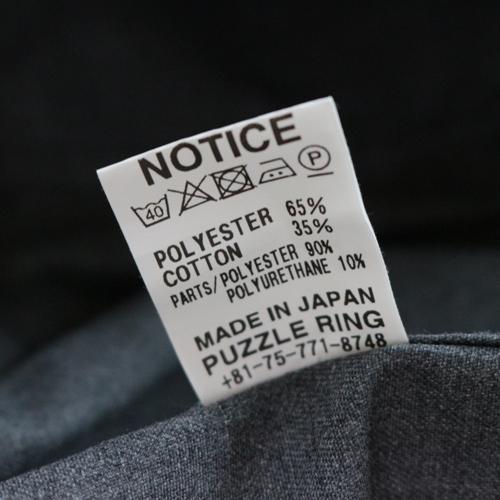 NOTICE
40 P
POLYESTER 65%
COTTON 35%
PARTS/POLYESTER 90%
POLYURETHANE 10%
MADE IN JAPAN
PUZZLE RING
+81-75-771-8748